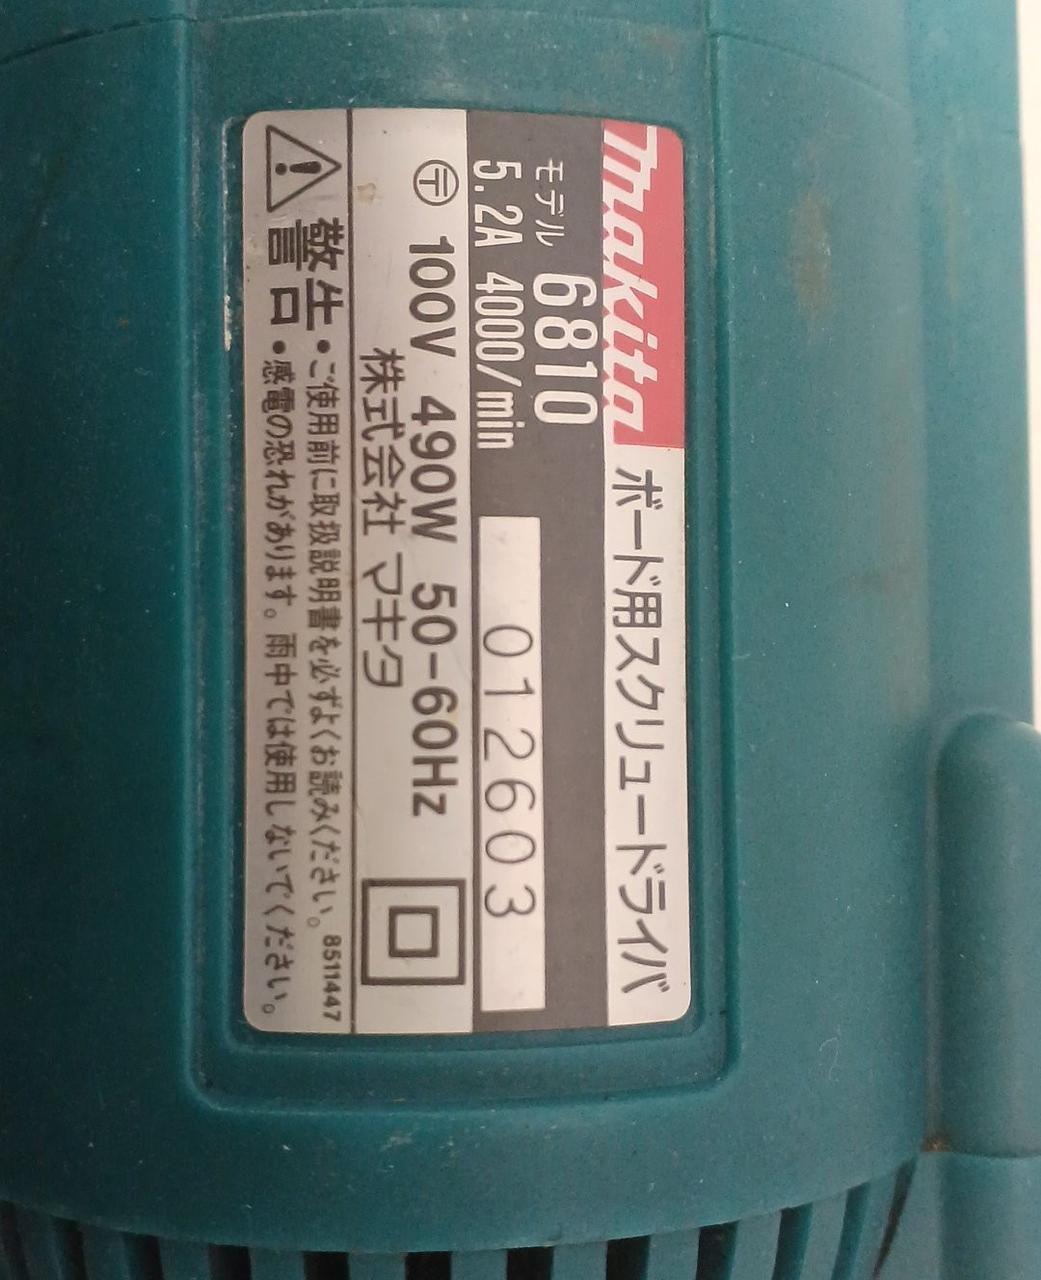 makita ボード用スクリュードライバ
モデル 6810
5.2A 4000/min
012603
〶 100V 490W 50-60Hz
株式会社 マキタ
警告
・ご使用前に取扱説明書を必ずよくお読みください。
・感電の恐れがあります。雨中では使用しないでください。
8511447